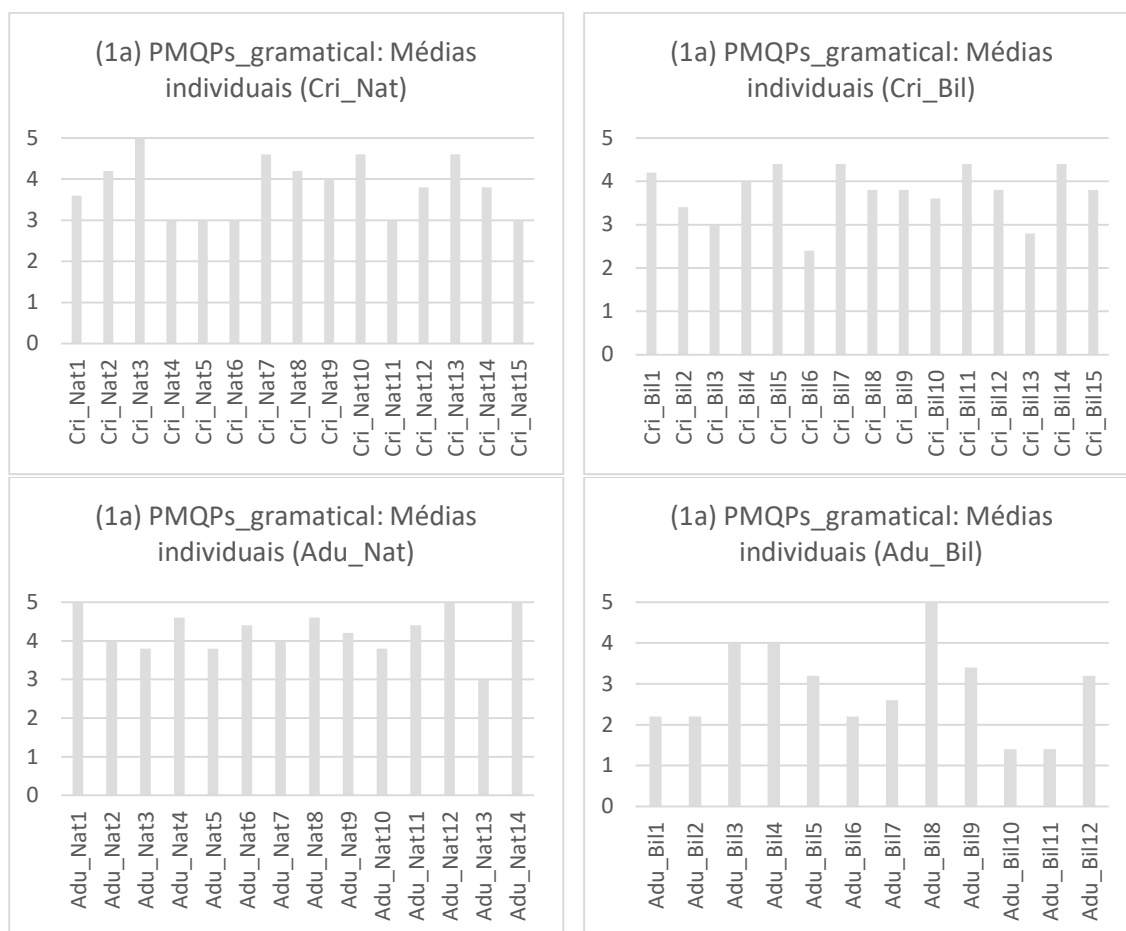 (1a) PMQPs_gramatical: Médias
individuais (Cri_Nat)
5
4
3
2
1
0
Cri_Nat1
Cri_Nat2
Cri_Nat3
Cri_Nat4
Cri_Nat5
Cri_Nat6
Cri_Nat7
Cri_Nat8
Cri_Nat9
Cri_Nat10
Cri_Nat11
Cri_Nat12
Cri_Nat13
Cri_Nat14
Cri_Nat15
(1a) PMQPs_gramatical: Médias
individuais (Cri_Bil)
5
4
3
2
1
0
Cri_Bil1
Cri_Bil2
Cri_Bil3
Cri_Bil4
Cri_Bil5
Cri_Bil6
Cri_Bil7
Cri_Bil8
Cri_Bil9
Cri_Bil10
Cri_Bil11
Cri_Bil12
Cri_Bil13
Cri_Bil14
Cri_Bil15
(1a) PMQPs_gramatical: Médias
individuais (Adu_Nat)
5
4
3
2
1
0
Adu_Nat1
Adu_Nat2
Adu_Nat3
Adu_Nat4
Adu_Nat5
Adu_Nat6
Adu_Nat7
Adu_Nat8
Adu_Nat9
Adu_Nat10
Adu_Nat11
Adu_Nat12
Adu_Nat13
Adu_Nat14
(1a) PMQPs_gramatical: Médias
individuais (Adu_Bil)
5
4
3
2
1
0
Adu_Bil1
Adu_Bil2
Adu_Bil3
Adu_Bil4
Adu_Bil5
Adu_Bil6
Adu_Bil7
Adu_Bil8
Adu_Bil9
Adu_Bil10
Adu_Bil11
Adu_Bil12